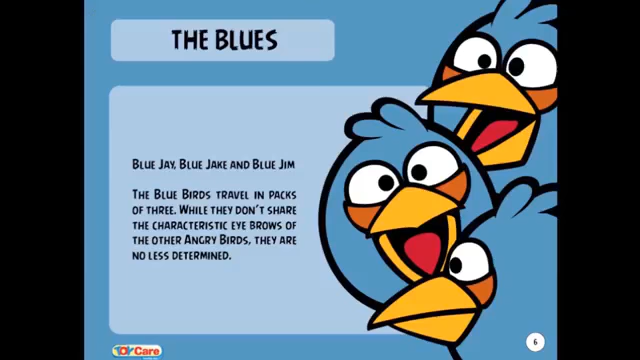 THE BLUES
BLUE JAY, BLUE JAKE AND BLUE JIM
THE BLUE BIRDS TRAVEL IN PACKS
OF THREE. WHILE THEY DON'T SHARE
THE CHARACTERISTIC EYE BROWS OF
THE OTHER ANGRY BIRDS, THEY ARE
NO LESS DETERMINED.
Care
6